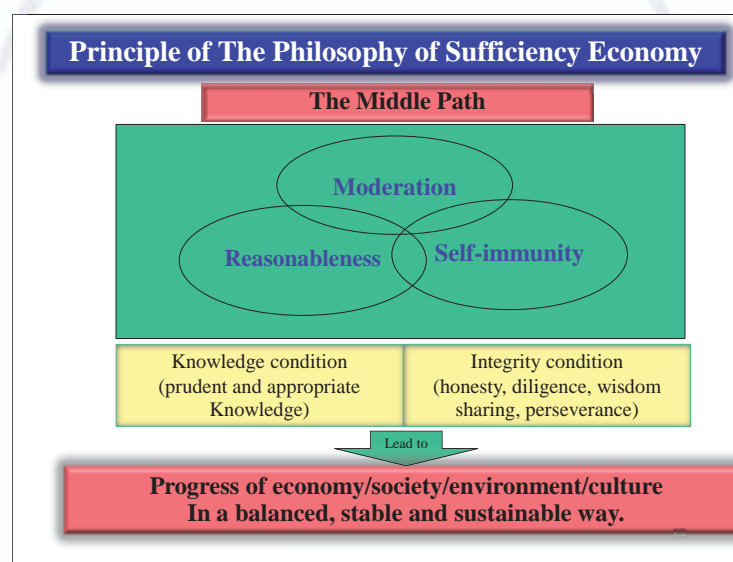 Principle of The Philosophy of Sufficiency Economy
The Middle Path
Moderation
Reasonableness
Self-immunity
Knowledge condition
(prudent and appropriate
Knowledge)
Integrity condition
(honesty, diligence, wisdom
sharing, perseverance)
Lead to
Progress of economy/society/environment/culture
In a balanced, stable and sustainable way.